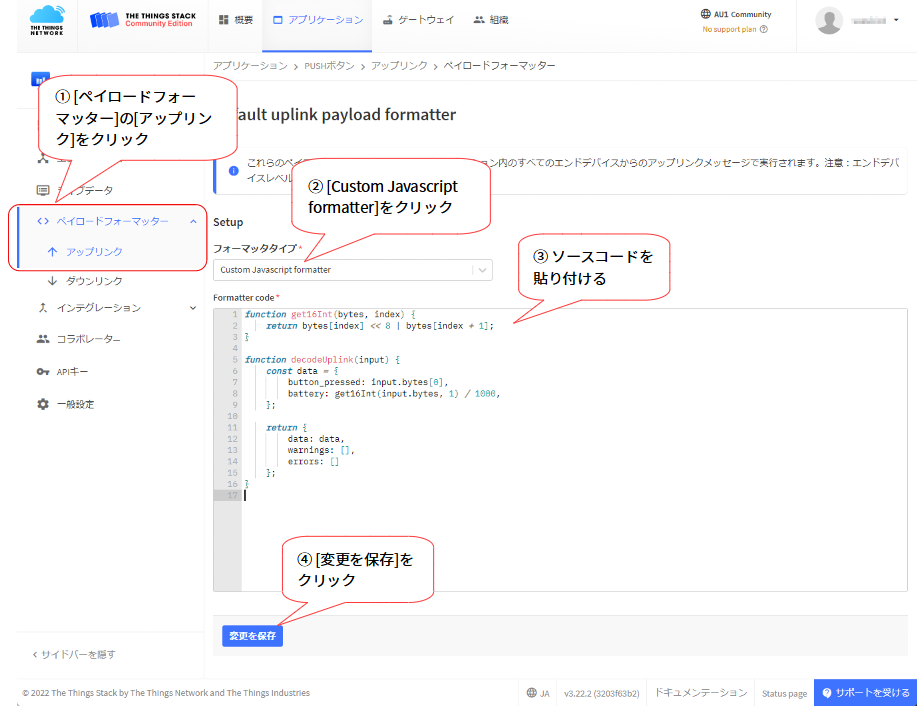 THE THINGS
NETWORK
THE THINGS STACK
Community Edition
概要
アプリケーション
ゲートウェイ
組織
AU1 Community
No support plan
アプリケーション > PUSHボタン > アップリンク > ペイロードフォーマッター
① [ペイロードフォー
マッター]の[アップリン
ク]をクリック
ault uplink payload formatter
これらのペイ
ョン内のすべてのエンドデバイスからのアップリンクメッセージで実行されます。注意：エンドデバ
イスレベル
② [Custom Javascript
formatter]をクリック
③ ソースコードを
貼り付ける
ブデータ
ペイロードフォーマッター
アップリンク
ダウンリンク
インテグレーション
コラボレーター
APIキー
一般設定
Setup
フォーマッタタイプ*
Custom Javascript formatter
Formatter code*
1 function get16Int(bytes, index) {
2 return bytes[index] << 8 | bytes[index + 1];
3 }
4
5 function decodeUplink(input) {
6 const data = {
7 button_pressed: input.bytes[0],
8 battery: get16Int(input.bytes, 1) / 1000,
9 };
10
11 return {
12 data: data,
13 warnings: [],
14 errors: []
15 };
16 }
17
④ [変更を保存]を
クリック
変更を保存
< サイドバーを隠す
© 2022 The Things Stack by The Things Network and The Things Industries
JA
v3.22.2 (3203f63b2)
ドキュメンテーション
Status page
サポートを受ける